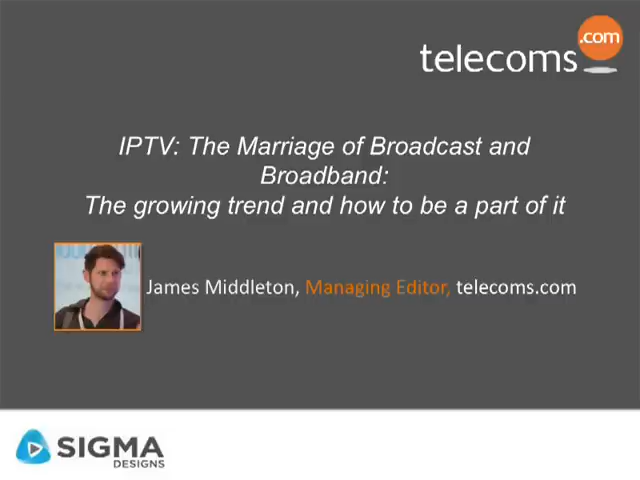 .com
telecoms
IPTV: The Marriage of Broadcast and
Broadband:
The growing trend and how to be a part of it
James Middleton, Managing Editor, telecoms.com
SIGMA
DESIGNS